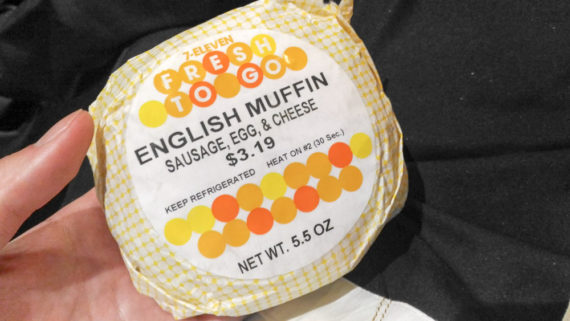 7-ELEVEN
FRESH
TO GO!
ENGLISH MUFFIN
SAUSAGE, EGG, & CHEESE
$3.19
KEEP REFRIGERATED HEAT ON #2 (30 Sec.)
NET WT. 5.5 OZ